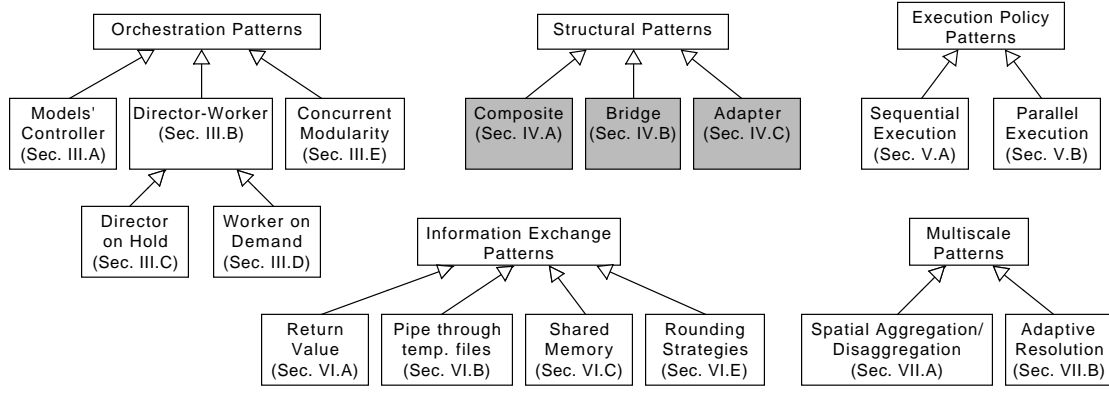 Orchestration Patterns
Models'
Controller
(Sec. III.A)
Director-Worker
(Sec. III.B)
Concurrent
Modularity
(Sec. III.E)
Director
on Hold
(Sec. III.C)
Worker on
Demand
(Sec. III.D)
Structural Patterns
Composite
(Sec. IV.A)
Bridge
(Sec. IV.B)
Adapter
(Sec. IV.C)
Execution Policy
Patterns
Sequential
Execution
(Sec. V.A)
Parallel
Execution
(Sec. V.B)
Information Exchange
Patterns
Return
Value
(Sec. VI.A)
Pipe through
temp. files
(Sec. VI.B)
Shared
Memory
(Sec. VI.C)
Rounding
Strategies
(Sec. VI.E)
Multiscale
Patterns
Spatial Aggregation/
Disaggregation
(Sec. VII.A)
Adaptive
Resolution
(Sec. VII.B)